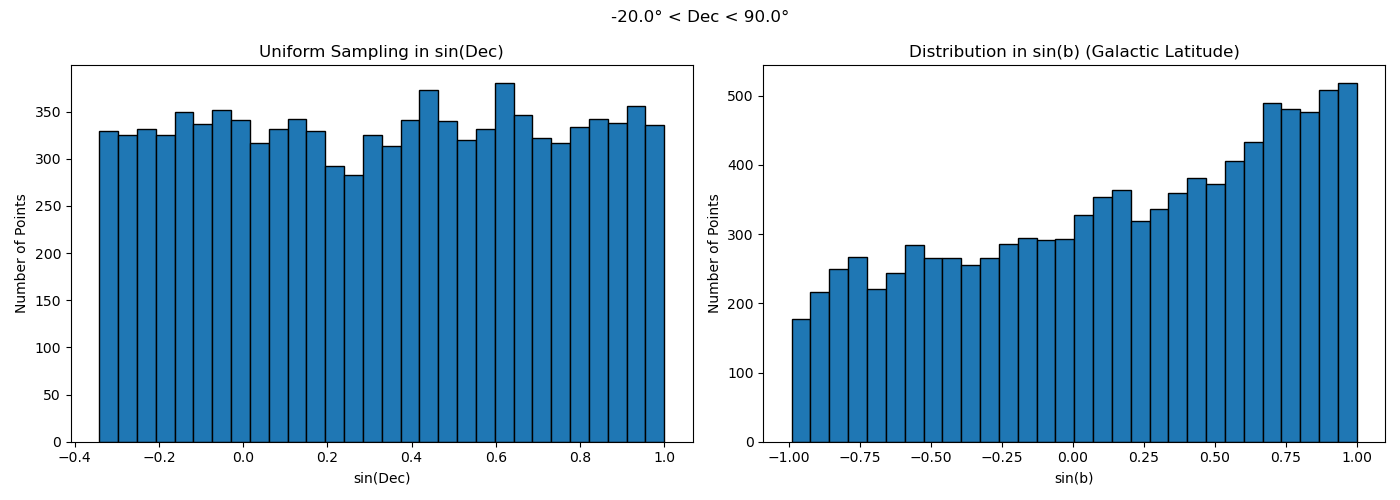 -20.0° < Dec < 90.0°
Uniform Sampling in sin(Dec)
Number of Points
350
300
250
200
150
100
50
0
−0.4 −0.2 0.0 0.2 0.4 0.6 0.8 1.0
sin(Dec)
Distribution in sin(b) (Galactic Latitude)
Number of Points
500
400
300
200
100
0
−1.00 −0.75 −0.50 −0.25 0.00 0.25 0.50 0.75 1.00
sin(b)